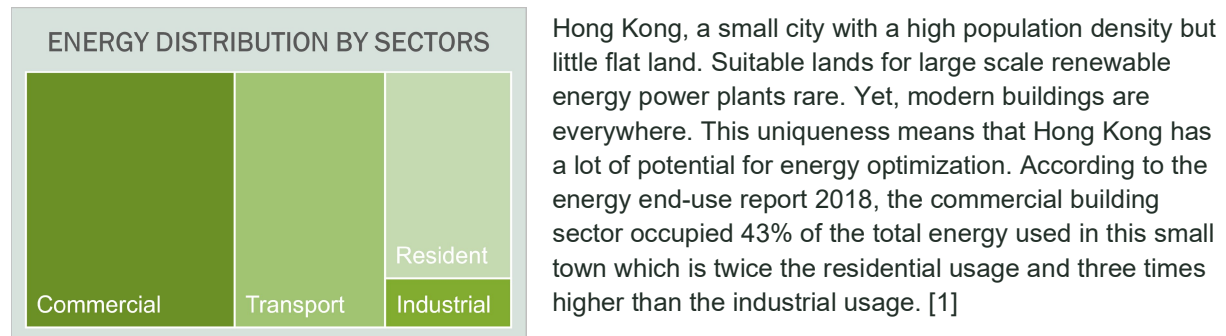 ENERGY DISTRIBUTION BY SECTORS
Resident
Commercial
Transport
Industrial
Hong Kong, a small city with a high population density but
little flat land. Suitable lands for large scale renewable
energy power plants rare. Yet, modern buildings are
everywhere. This uniqueness means that Hong Kong has
a lot of potential for energy optimization. According to the
energy end-use report 2018, the commercial building
sector occupied 43% of the total energy used in this small
town which is twice the residential usage and three times
higher than the industrial usage. [1]